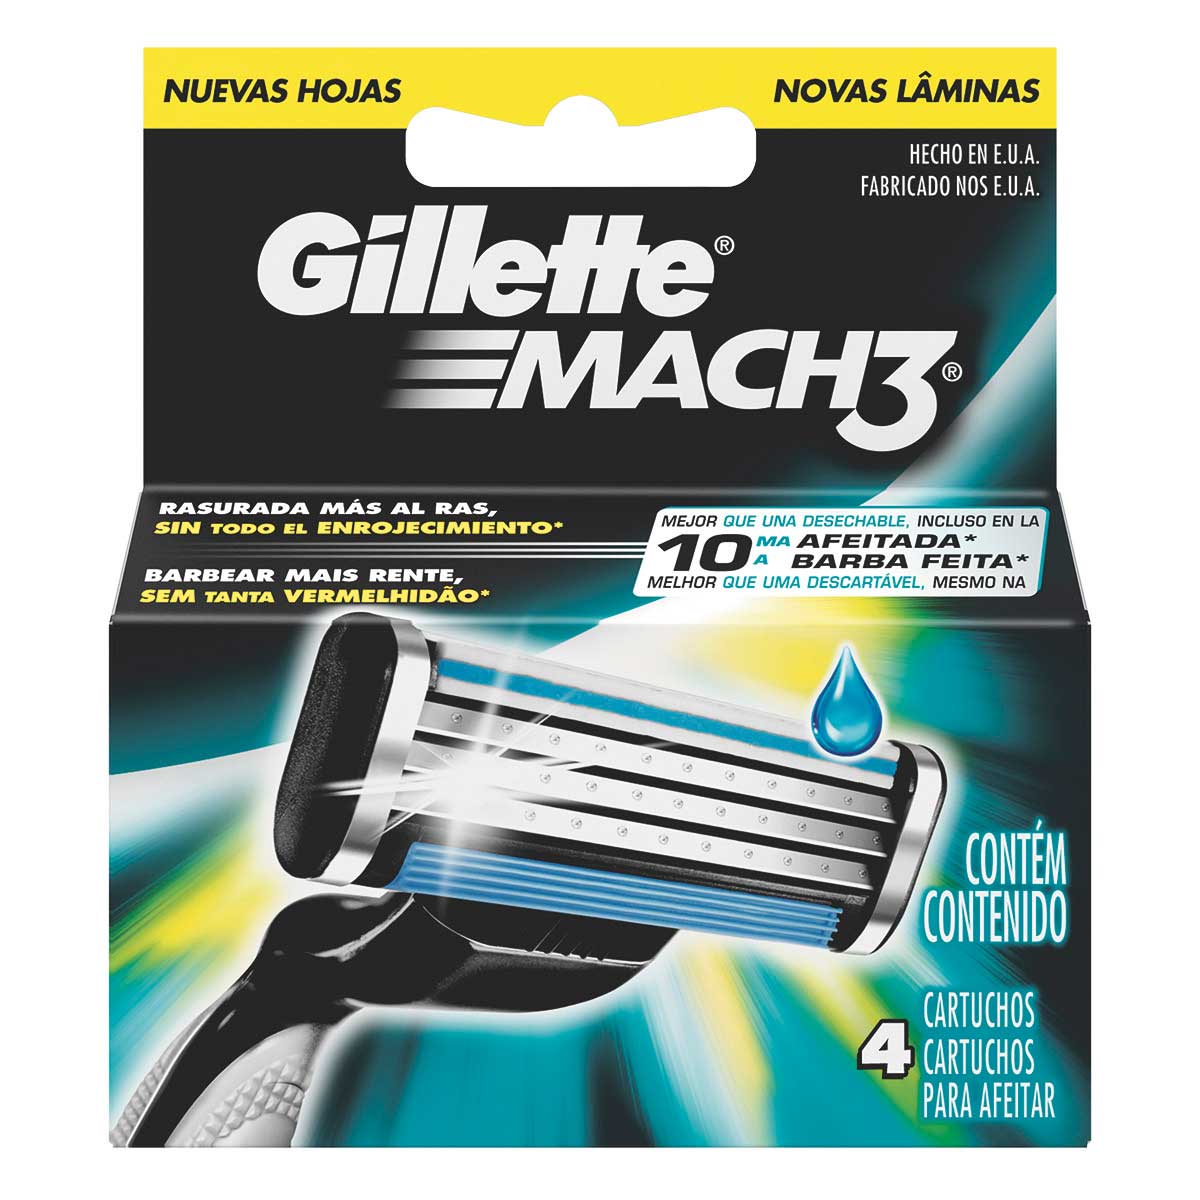 NUEVAS HOJAS
NOVAS LÂMINAS
HECHO EN E.U.A.
FABRICADO NOS E.U.A.
Gillette®
MACH3®
RASURADA MÁS AL RAS,
SIN TODO EL ENROJECIMIENTO*
BARBEAR MAIS RENTE,
SEM TANTA VERMELHIDÃO*
MEJOR QUE UNA DESECHABLE, INCLUSO EN LA
10 MA AFEITADA*
A BARBA FEITA*
MELHOR QUE UMA DESCARTÁVEL, MESMO NA
CONTÉM
CONTENIDO
4 CARTUCHOS
CARTUCHOS
PARA AFEITAR